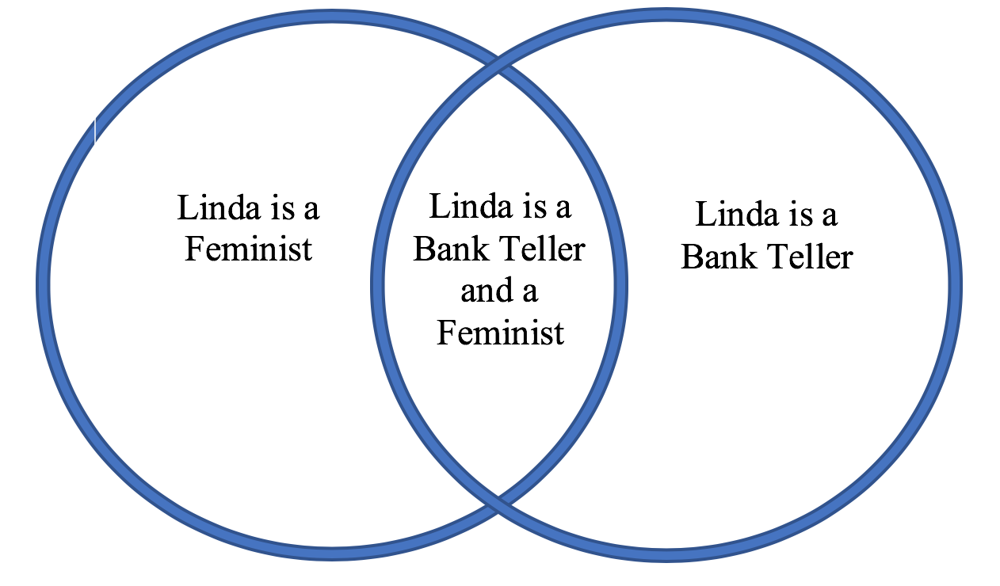 Linda is a
Feminist
Linda is a
Bank Teller
and a
Feminist
Linda is a
Bank Teller